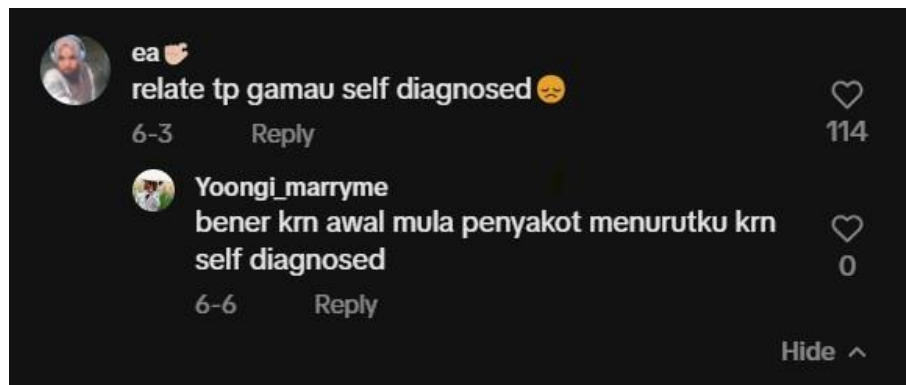 ea🤏🏻
relate tp gamau self diagnosed😞
6-3 Reply
114
Yoongi_marryme
bener krn awal mula penyakot menurutku krn
self diagnosed
0
6-6 Reply
Hide